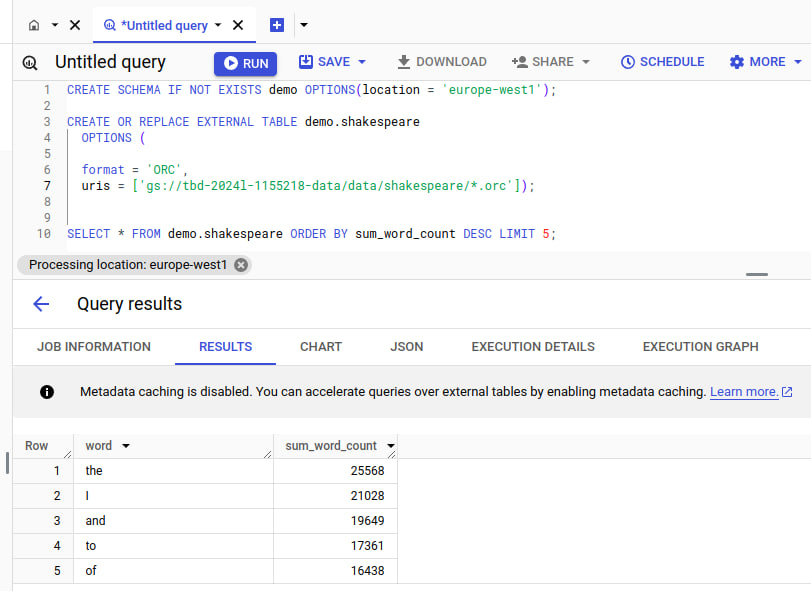 *Untitled query
Untitled query RUN SAVE DOWNLOAD SHARE SCHEDULE MORE
1 CREATE SCHEMA IF NOT EXISTS demo OPTIONS(location = 'europe-west1');
2
3 CREATE OR REPLACE EXTERNAL TABLE demo.shakespeare
4 OPTIONS (
5
6 format = 'ORC',
7 uris = ['gs://tbd-2024l-1155218-data/data/shakespeare/*.orc']);
8
9
10 SELECT * FROM demo.shakespeare ORDER BY sum_word_count DESC LIMIT 5;
Processing location: europe-west1
Query results
JOB INFORMATION RESULTS CHART JSON EXECUTION DETAILS EXECUTION GRAPH
Metadata caching is disabled. You can accelerate queries over external tables by enabling metadata caching. Learn more.
Row word sum_word_count
1 the 25568
2 I 21028
3 and 19649
4 to 17361
5 of 16438